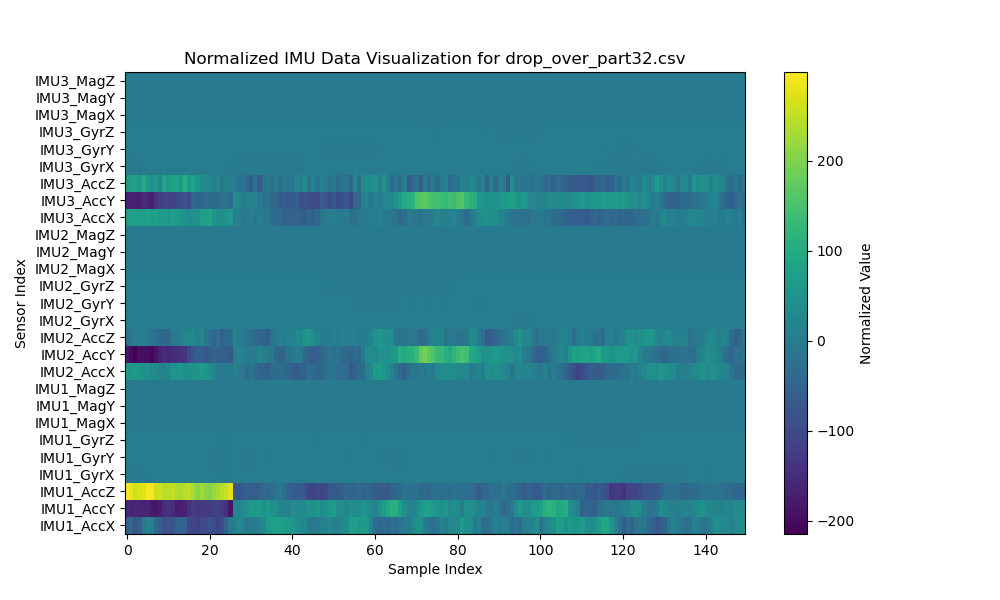 Normalized IMU Data Visualization for drop_over_part32.csv
IMU3_MagZ
IMU3_MagY
IMU3_MagX
IMU3_GyrZ
IMU3_GyrY
IMU3_GyrX
IMU3_AccZ
IMU3_AccY
IMU3_AccX
IMU2_MagZ
IMU2_MagY
IMU2_MagX
IMU2_GyrZ
IMU2_GyrY
IMU2_GyrX
IMU2_AccZ
IMU2_AccY
IMU2_AccX
IMU1_MagZ
IMU1_MagY
IMU1_MagX
IMU1_GyrZ
IMU1_GyrY
IMU1_GyrX
IMU1_AccZ
IMU1_AccY
IMU1_AccX
Sensor Index
0 20 40 60 80 100 120 140
Sample Index
200
100
0
−100
−200
Normalized Value